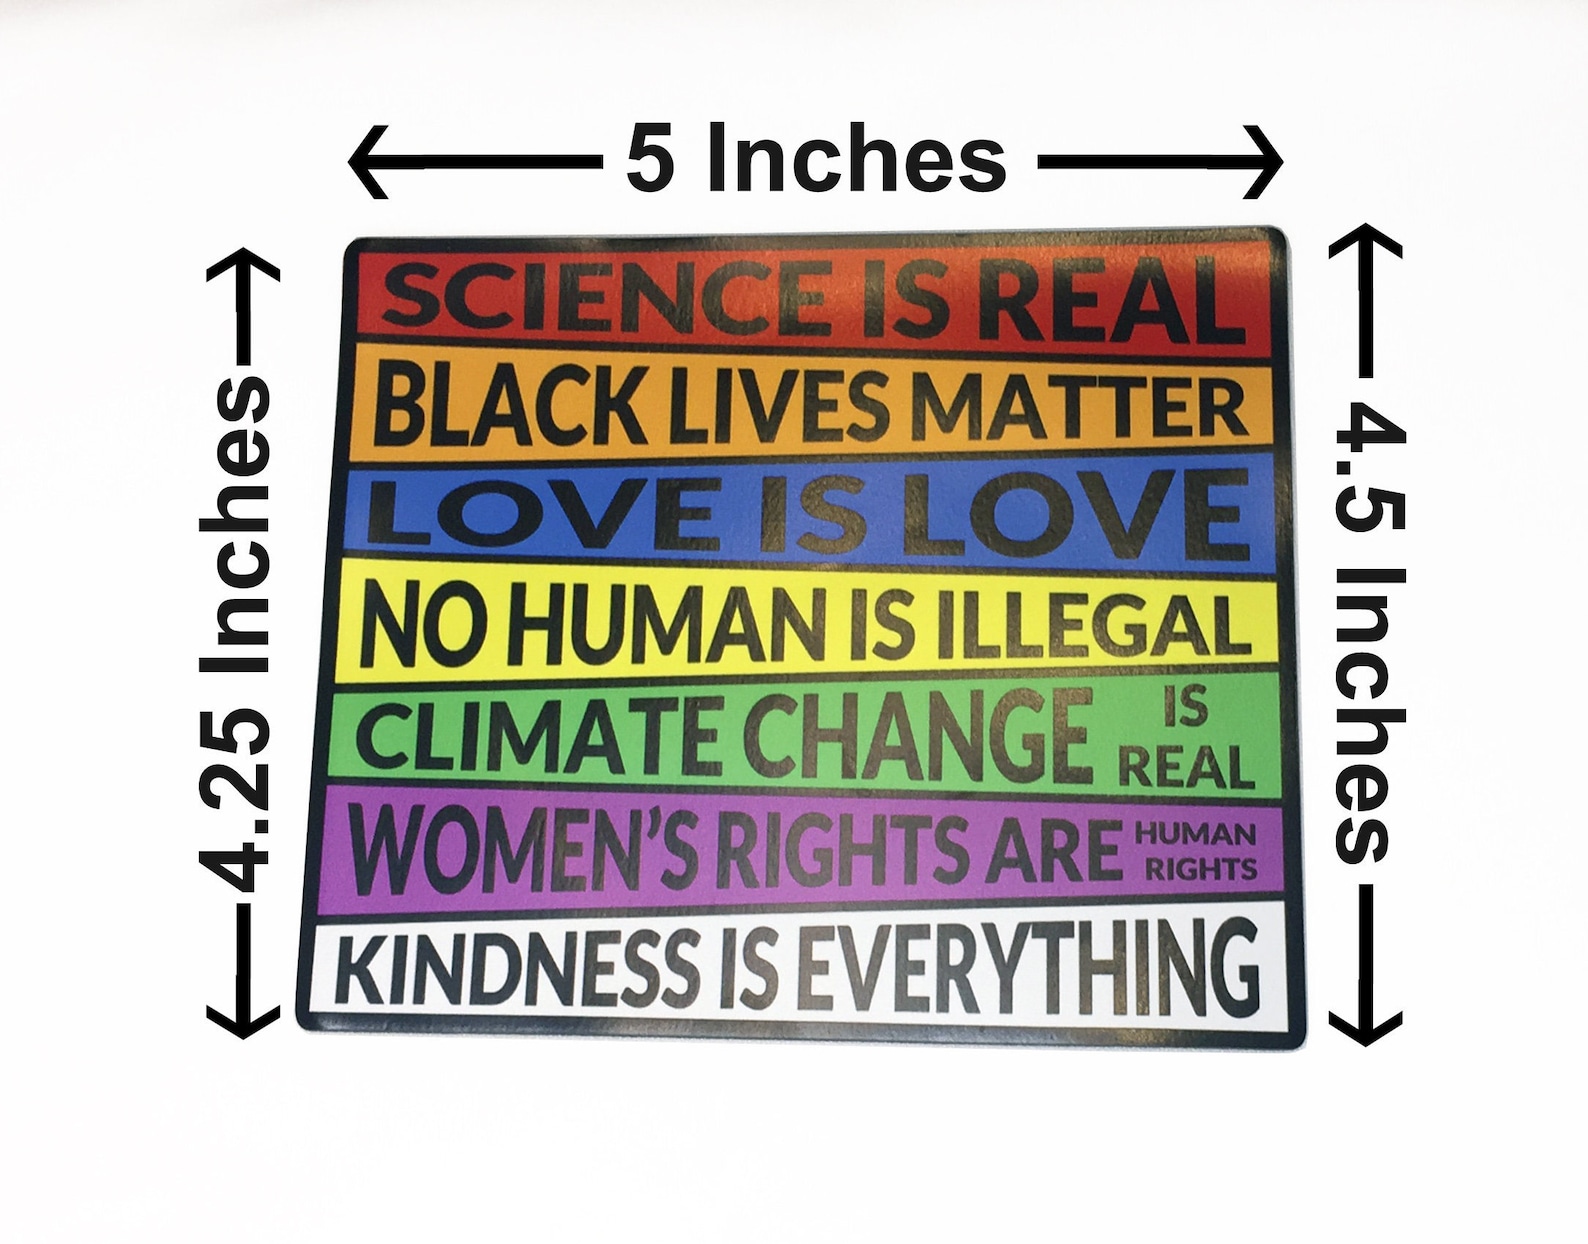 5 Inches
4.25 Inches
4.5 Inches
SCIENCE IS REAL
BLACK LIVES MATTER
LOVE IS LOVE
NO HUMAN IS ILLEGAL
CLIMATE CHANGE IS REAL
WOMEN'S RIGHTS ARE HUMAN RIGHTS
KINDNESS IS EVERYTHING